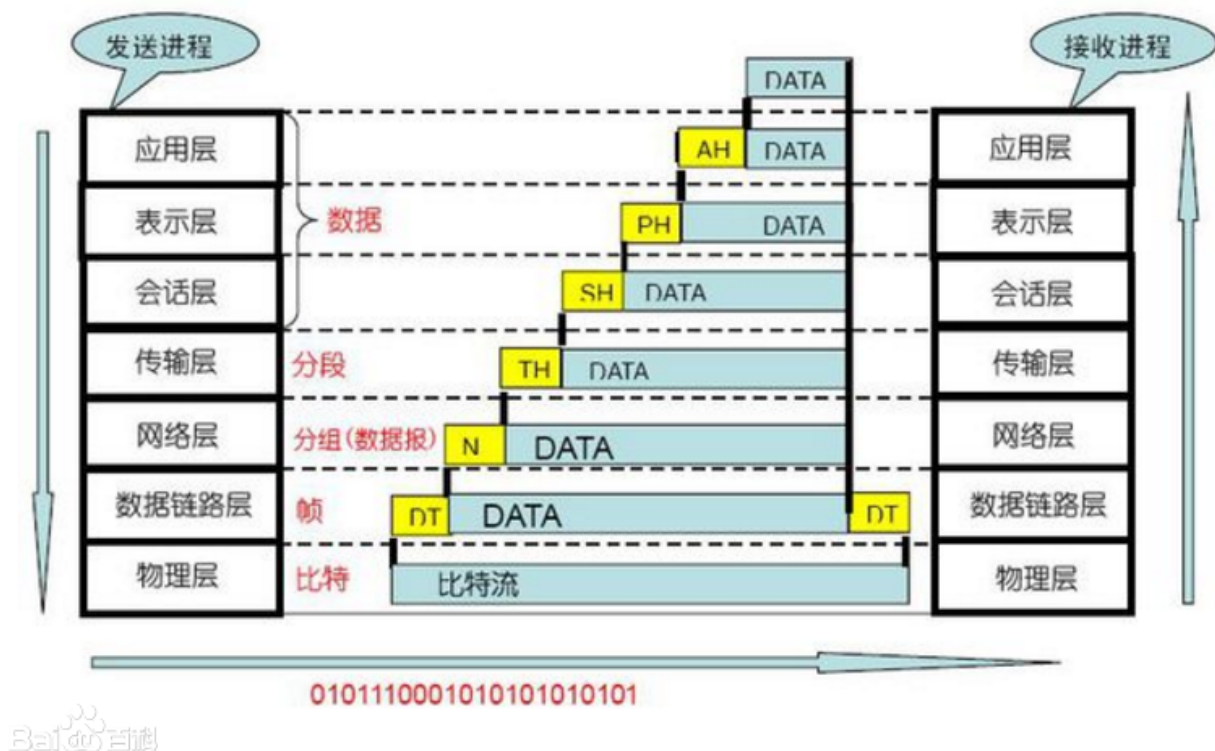 发送进程
接收进程
DATA
应用层
AH DATA
应用层
表示层
数据
PH DATA
表示层
会话层
SH DATA
会话层
传输层
分段
TH DATA
传输层
网络层
分组(数据报)
N DATA
网络层
数据链路层
帧
DT DATA DT
数据链路层
物理层
比特
比特流
物理层
0101110001010101010101
Bai du 百科